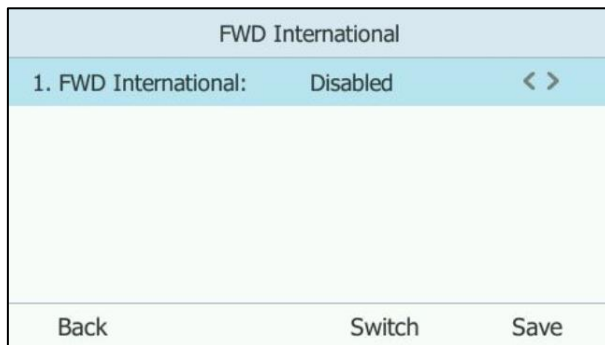 FWD International
1. FWD International: Disabled < >
Back Switch Save